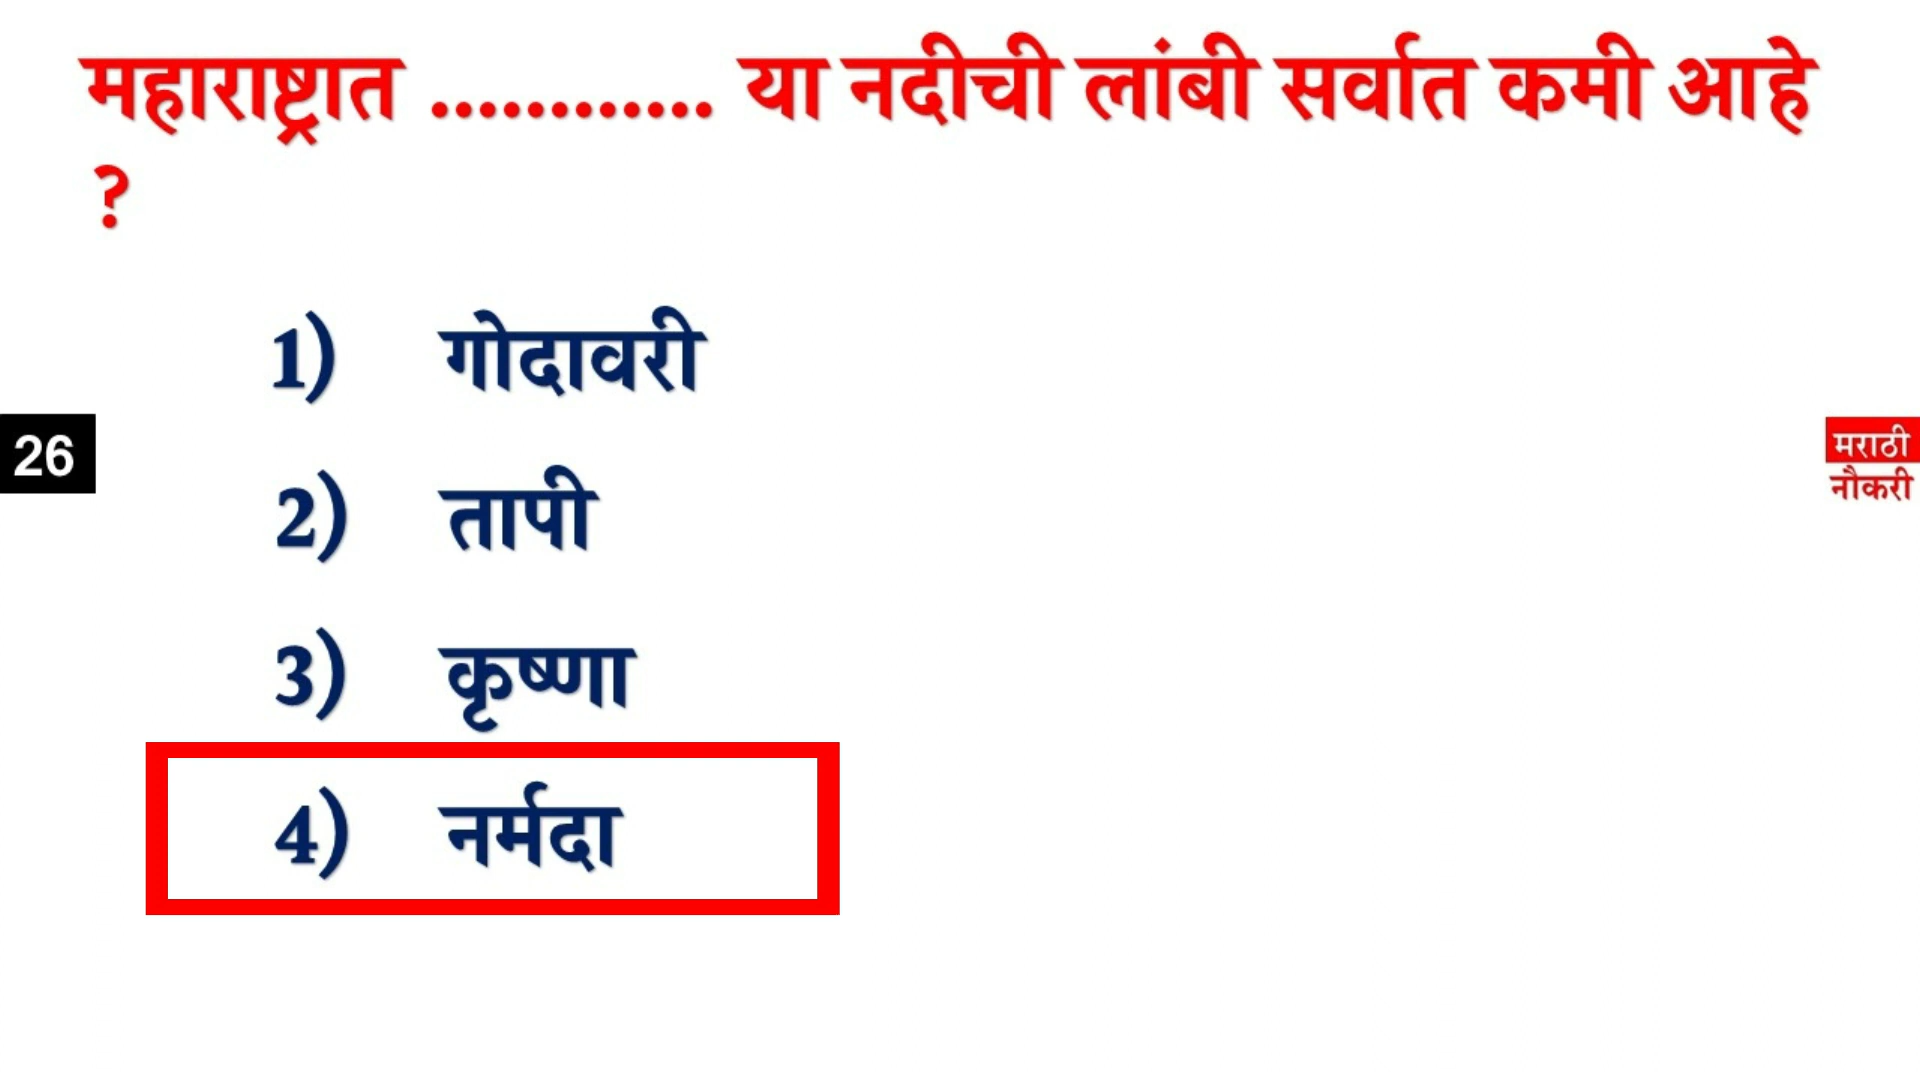 महाराष्ट्रात ............ या नदीची लांबी सर्वात कमी आहे
?
1) गोदावरी
26
मराठी
नौकरी
2) तापी
3) कृष्णा
4) नर्मदा